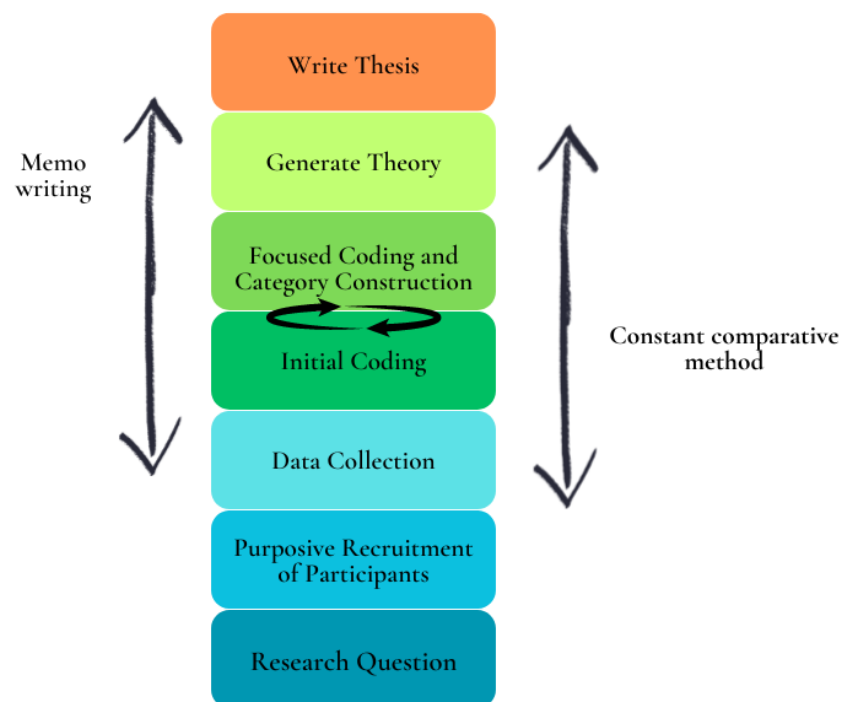 Write Thesis
Memo
writing
Generate Theory
Focused Coding and
Category Construction
Constant comparative
method
Initial Coding
Data Collection
Purposive Recruitment
of Participants
Research Question